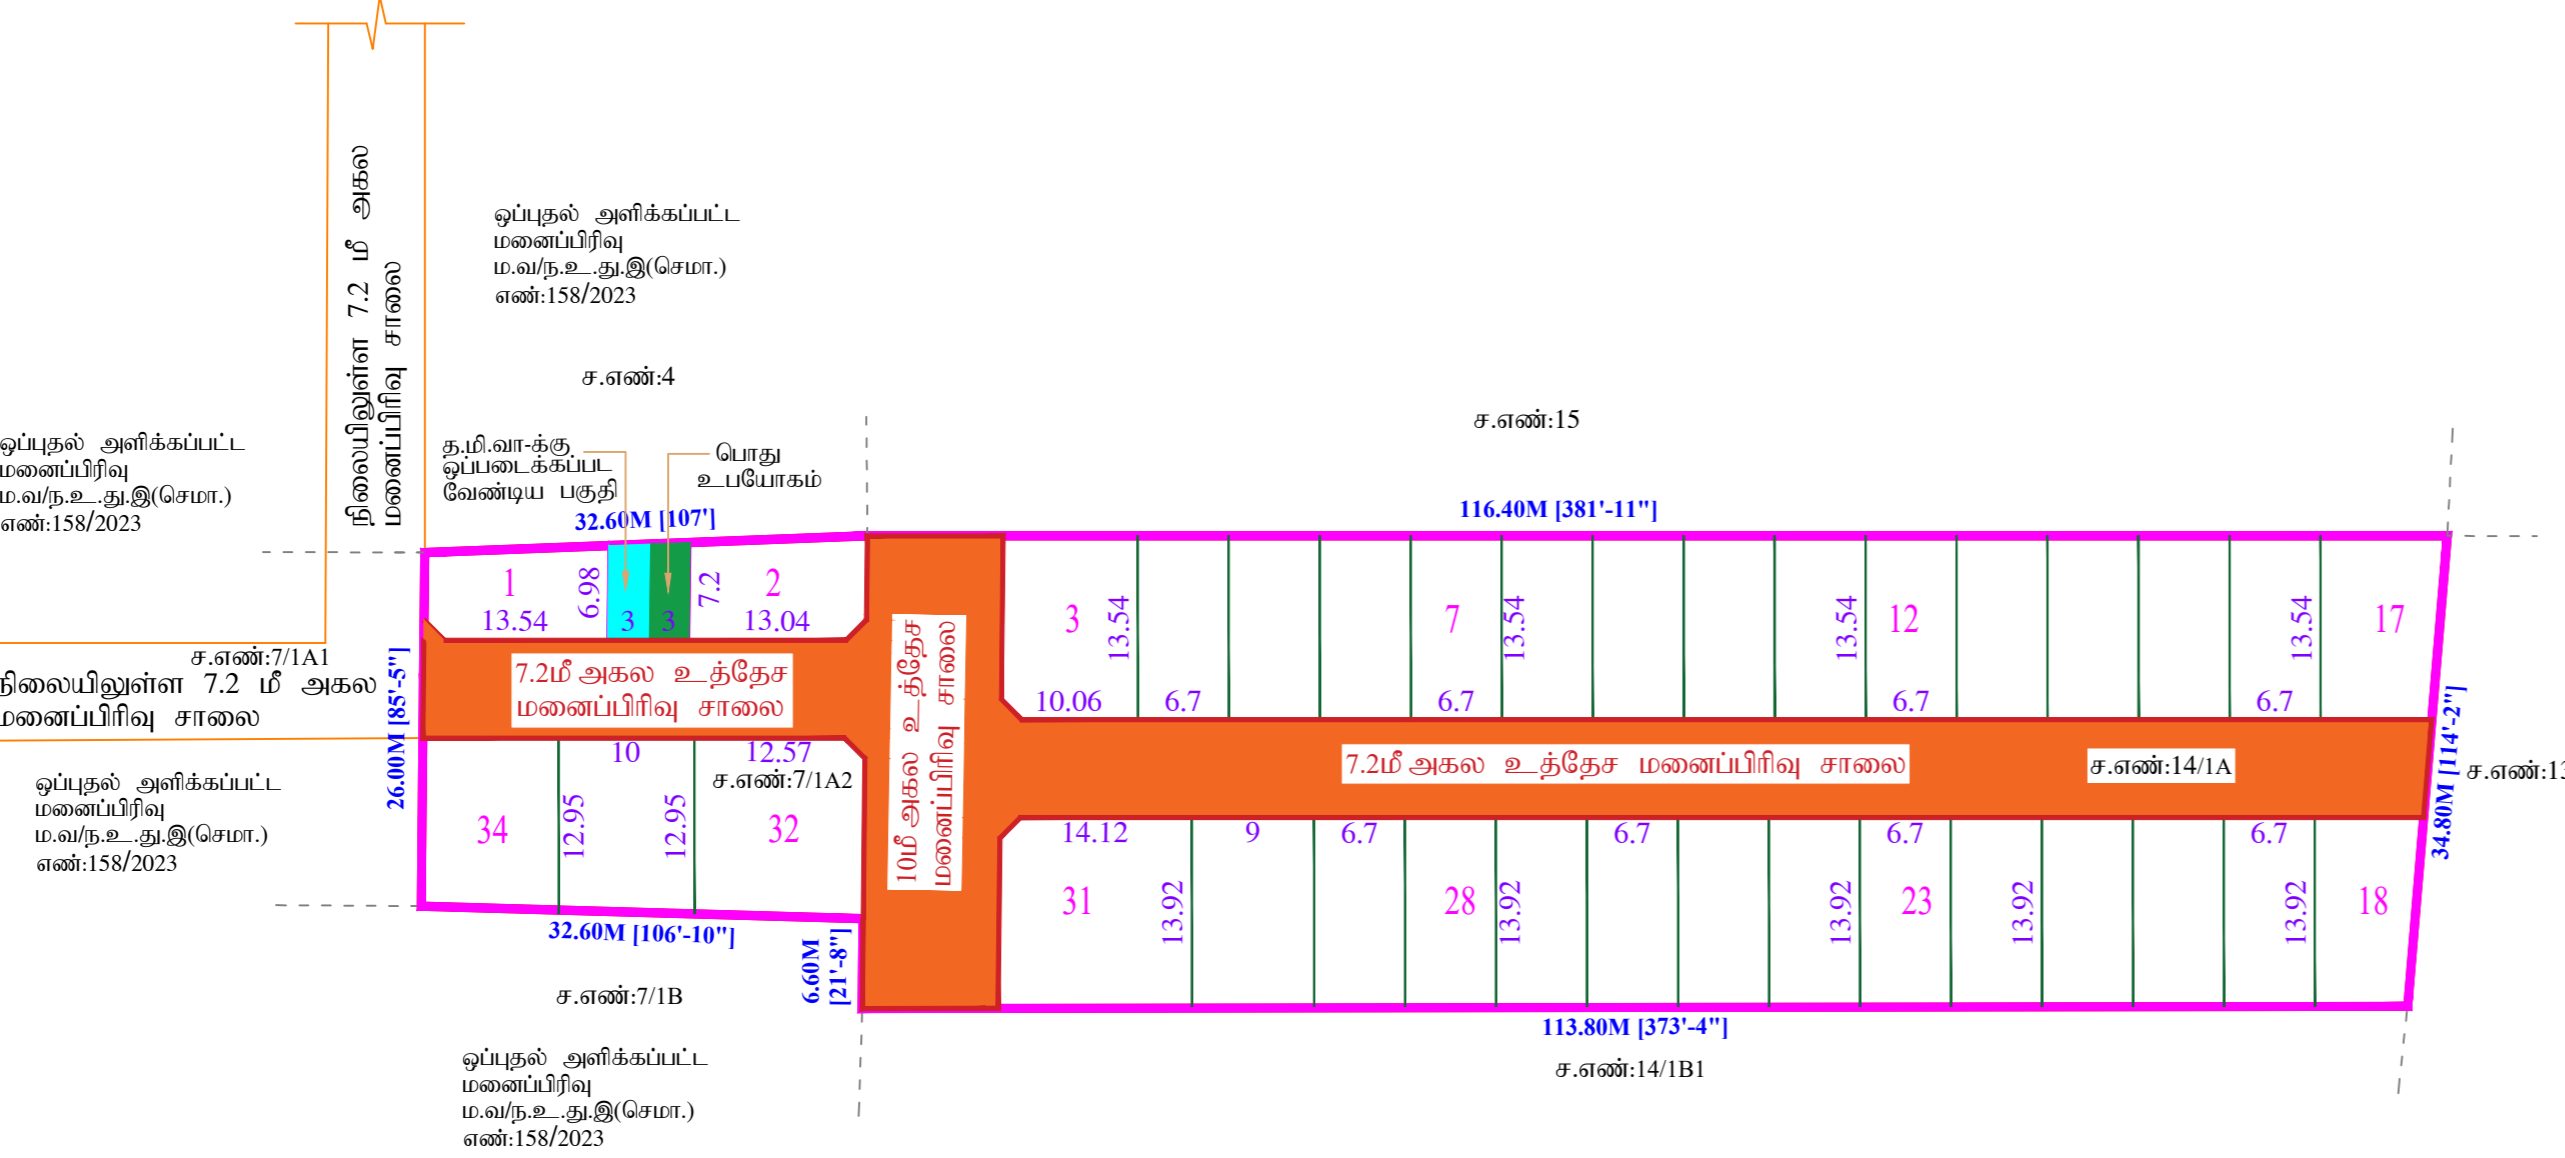 நிலையிலுள்ள 7.2 மீ அகல
மனைப்பிரிவு சாலை
ஒப்புதல் அளிக்கப்பட்ட
மனைப்பிரிவு
ம.வ/ந.உ.து.இ(செமா.)
எண்:158/2023
ச.எண்:4
ச.எண்:15
ஒப்புதல் அளிக்கப்பட்ட
மனைப்பிரிவு
ம.வ/ந.உ.து.இ(செமா.)
எண்:158/2023
த.மி.வா-க்கு
ஒப்படைக்கப்பட
வேண்டிய பகுதி
பொது
உபயோகம்
32.60M [107']
116.40M [381'-11"]
1
13.54
6.98
3
3
7.2
2
13.04
3
13.54
7
13.54
13.54
12
13.54
17
10.06
6.7
6.7
6.7
6.7
ச.எண்:7/1A1
நிலையிலுள்ள 7.2 மீ அகல
மனைப்பிரிவு சாலை
26.00M [85'-5"]
7.2மீ அகல உத்தேச
மனைப்பிரிவு சாலை
10மீ அகல உத்தேச
மனைப்பிரிவு சாலை
7.2மீ அகல உத்தேச மனைப்பிரிவு சாலை
ச.எண்:14/1A
34.80M [114'-2"]
ச.எண்:13
10
12.57
ச.எண்:7/1A2
34
12.95
12.95
32
14.12
9
6.7
6.7
6.7
6.7
31
13.92
28
13.92
13.92
23
13.92
13.92
18
ஒப்புதல் அளிக்கப்பட்ட
மனைப்பிரிவு
ம.வ/ந.உ.து.இ(செமா.)
எண்:158/2023
32.60M [106'-10"]
6.60M
[21'-8"]
113.80M [373'-4"]
ச.எண்:7/1B
ச.எண்:14/1B1
ஒப்புதல் அளிக்கப்பட்ட
மனைப்பிரிவு
ம.வ/ந.உ.து.இ(செமா.)
எண்:158/2023